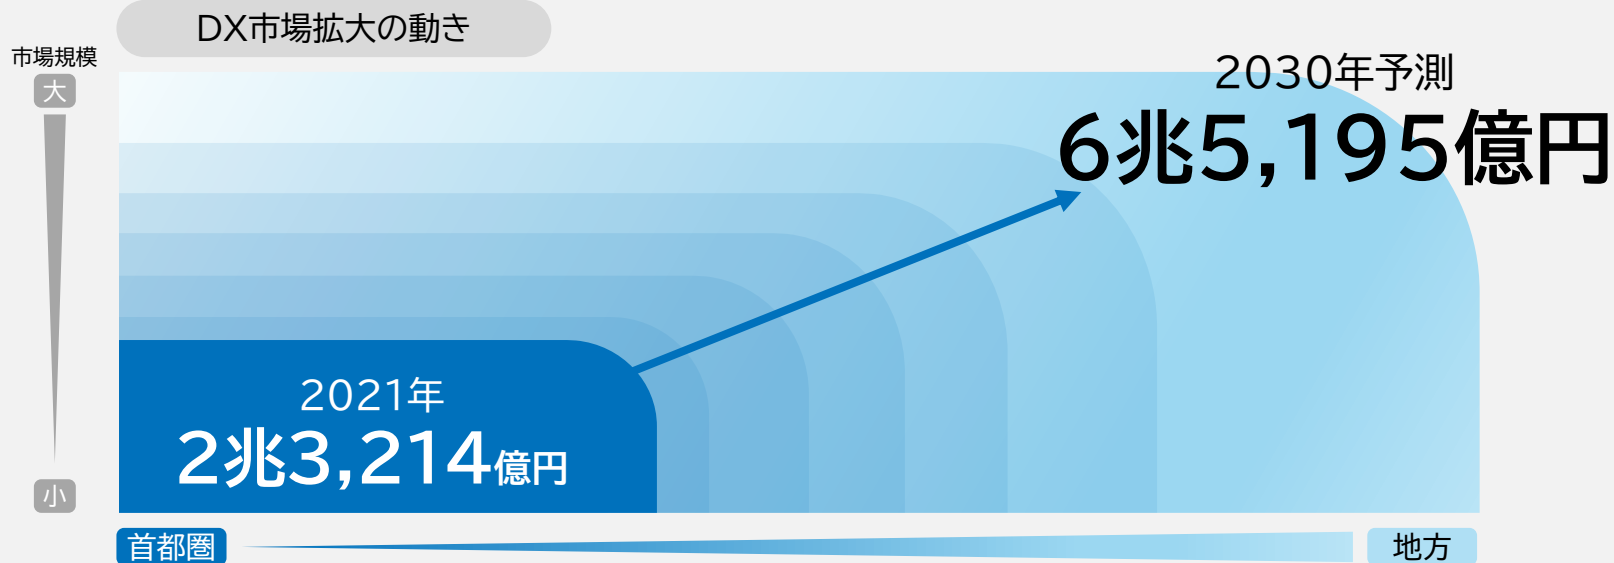 DX市場拡大の動き
市場規模
大
小
2030年予測
6兆5,195億円
2021年
2兆3,214億円
首都圏
地方